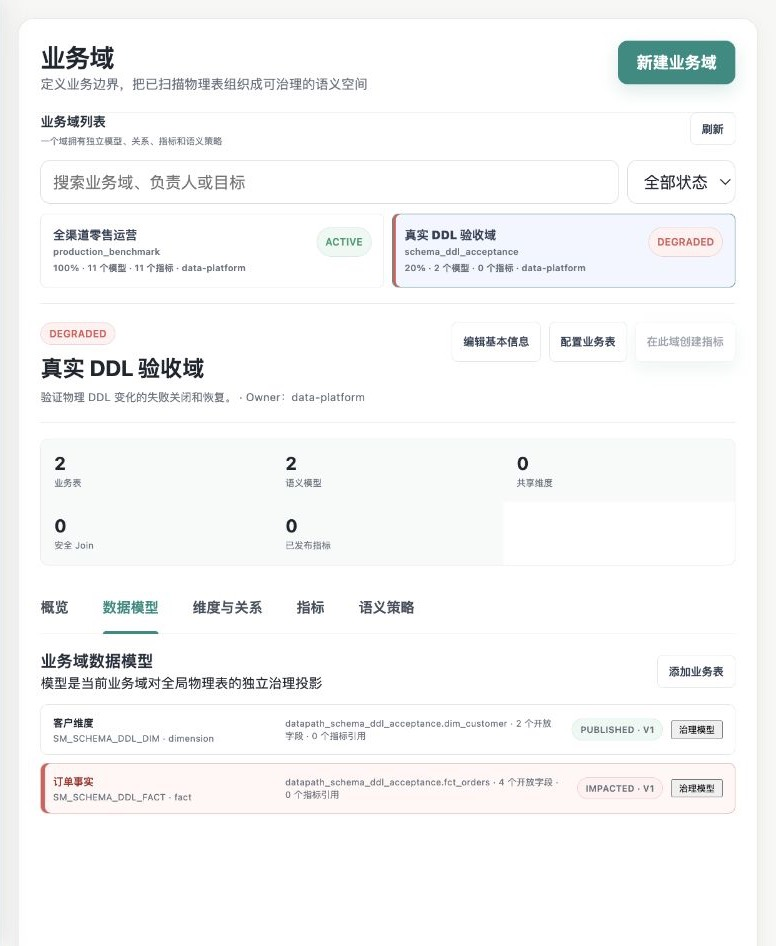 业务域
新建业务域
定义业务边界，把已扫描物理表组织成可治理的语义空间
业务域列表
刷新
一个域拥有独立模型、关系、指标和语义策略
搜索业务域、负责人或目标
全部状态
全渠道零售运营
production_benchmark
100% · 11 个模型 · 11 个指标 · data-platform
ACTIVE
真实 DDL 验收域
schema_ddl_acceptance
20% · 2 个模型 · 0 个指标 · data-platform
DEGRADED
DEGRADED
编辑基本信息
配置业务表
在此域创建指标
真实 DDL 验收域
验证物理 DDL 变化的失败关闭和恢复。 · Owner：data-platform
2
业务表
2
语义模型
0
共享维度
0
安全 Join
0
已发布指标
概览
数据模型
维度与关系
指标
语义策略
业务域数据模型
模型是当前业务域对全局物理表的独立治理投影
添加业务表
客户维度
SM_SCHEMA_DDL_DIM · dimension
datapath_schema_ddl_acceptance.dim_customer · 2 个开放
字段 · 0 个指标引用
PUBLISHED · V1
治理模型
订单事实
SM_SCHEMA_DDL_FACT · fact
datapath_schema_ddl_acceptance.fct_orders · 4 个开放字段 ·
0 个指标引用
IMPACTED · V1
治理模型